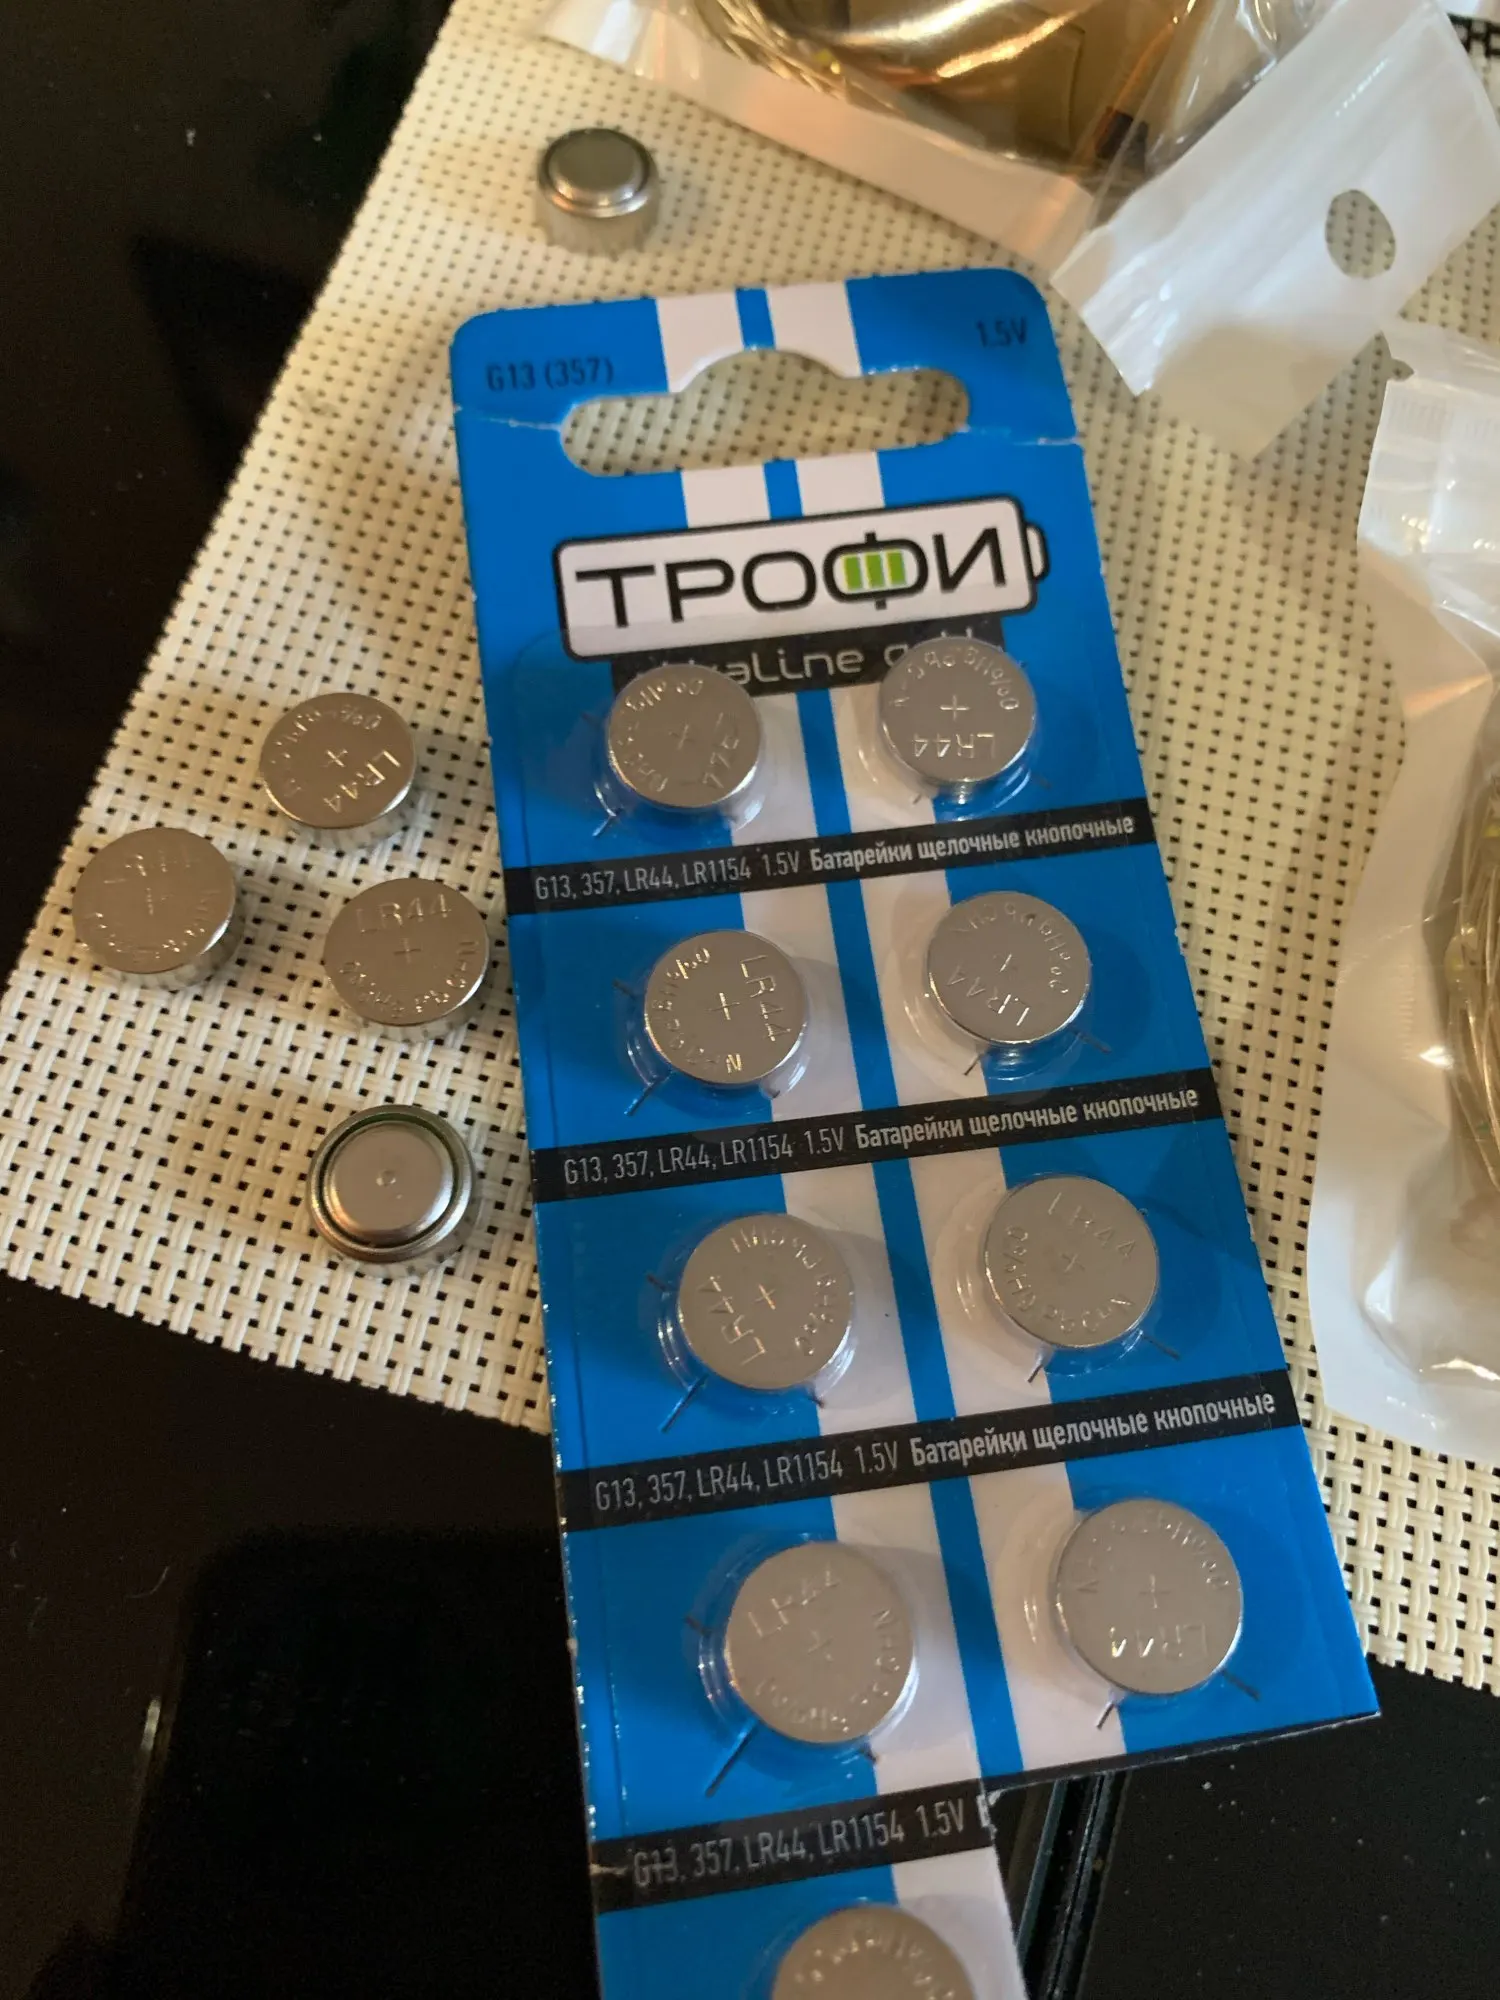 G13 (357)
1.5V
ТРОФИ
LR44
LR44
G13, 357, LR44, LR1154 1.5V Батарейки щелочные кнопочные
LR44
LR44
LR44
LR44
G13, 357, LR44, LR1154 1.5V Батарейки щелочные кнопочные
LR44
LR44
G13, 357, LR44, LR1154 1.5V Батарейки щелочные кнопочные
LR44
LR44
G13, 357, LR44, LR1154 1.5V